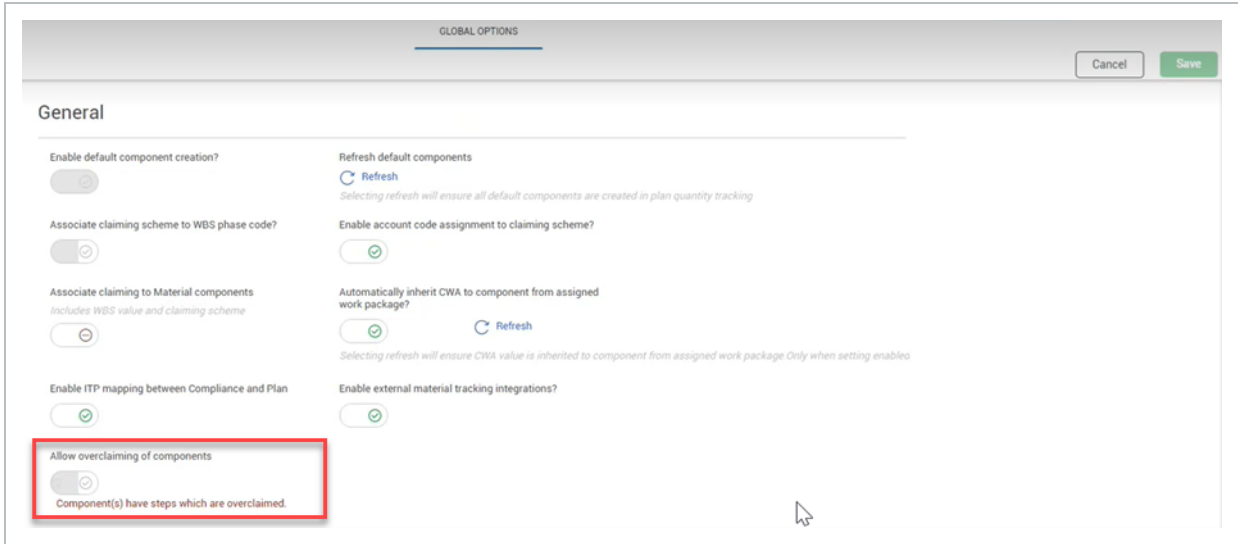 GLOBAL OPTIONS
Cancel
Save
General
Enable default component creation?
Refresh default components
Refresh
Selecting refresh will ensure all default components are created in plan quantity tracking
Associate claiming scheme to WBS phase code?
Enable account code assignment to claiming scheme?
Associate claiming to Material components
Includes WBS value and claiming scheme
Automatically inherit CWA to component from assigned
work package?
Refresh
Selecting refresh will ensure CWA value is inherited to component from assigned work package Only when setting enabled
Enable ITP mapping between Compliance and Plan
Enable external material tracking integrations?
Allow overclaiming of components
Component(s) have steps which are overclaimed.